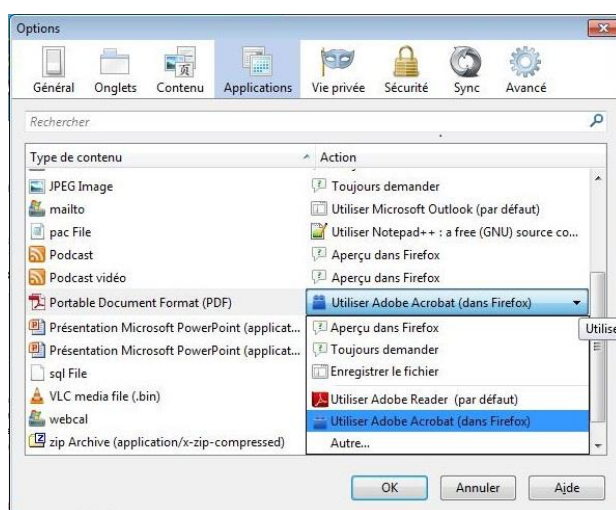 Options
Général Onglets Contenu Applications Vie privée Sécurité Sync Avancé
Rechercher
Type de contenu Action
JPEG Image Toujours demander
mailto Utiliser Microsoft Outlook (par défaut)
pac File Utiliser Notepad++ : a free (GNU) source co...
Podcast Aperçu dans Firefox
Podcast vidéo Aperçu dans Firefox
Portable Document Format (PDF) Utiliser Adobe Acrobat (dans Firefox)
Présentation Microsoft PowerPoint (applicat... Aperçu dans Firefox
Utilise
Présentation Microsoft PowerPoint (applicat... Toujours demander
sql File Enregistrer le fichier
VLC media file (.bin) Utiliser Adobe Reader (par défaut)
webcal Utiliser Adobe Acrobat (dans Firefox)
zip Archive (application/x-zip-compressed) Autre...
OK Annuler Aide